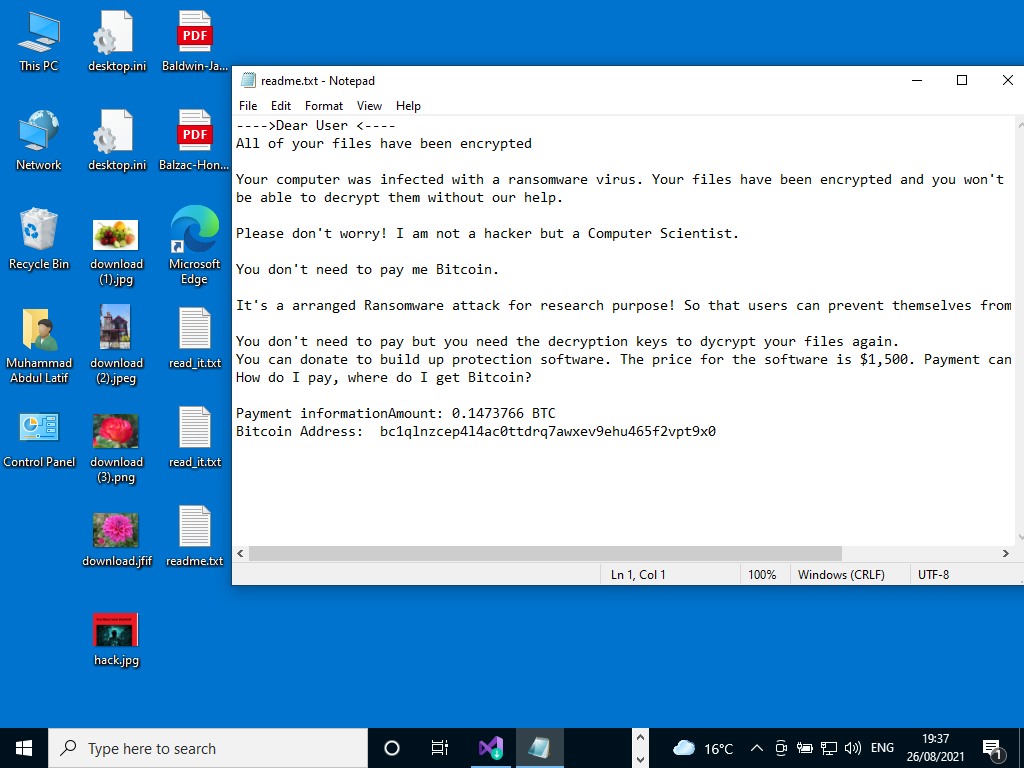 This PC
desktop.ini
Baldwin-Ja...
Network
desktop.ini
Balzac-Hon...
Recycle Bin
download
(1).jpg
Microsoft
Edge
Muhammad
Abdul Latif
download
(2).jpeg
read_it.txt
Control Panel
download
(3).png
read_it.txt
download.jfif
readme.txt
hack.jpg
PDF
PDF
readme.txt - Notepad
File Edit Format View Help
---->Dear User <----
All of your files have been encrypted
Your computer was infected with a ransomware virus. Your files have been encrypted and you won't
be able to decrypt them without our help.
Please don't worry! I am not a hacker but a Computer Scientist.
You don't need to pay me Bitcoin.
It's a arranged Ransomware attack for research purpose! So that users can prevent themselves from
You don't need to pay but you need the decryption keys to dycrypt your files again.
You can donate to build up protection software. The price for the software is $1,500. Payment can
How do I pay, where do I get Bitcoin?
Payment informationAmount: 0.1473766 BTC
Bitcoin Address:  bc1qlnzcep4l4ac0ttdrq7awxev9ehu465f2vpt9x0
Ln 1, Col 1 100% Windows (CRLF) UTF-8
Type here to search
16°C
ENG
19:37
26/08/2021
1